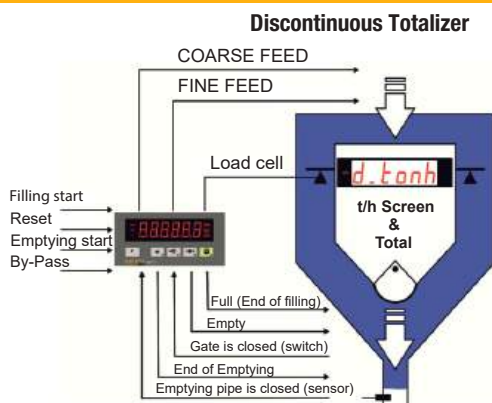 Discontinuous Totalizer
COARSE FEED
FINE FEED
Load cell
d.tonh
t/h Screen
&
Total
Filling start
Reset
Emptying start
By-Pass
Full (End of filling)
Empty
Gate is closed (switch)
End of Emptying
Emptying pipe is closed (sensor)